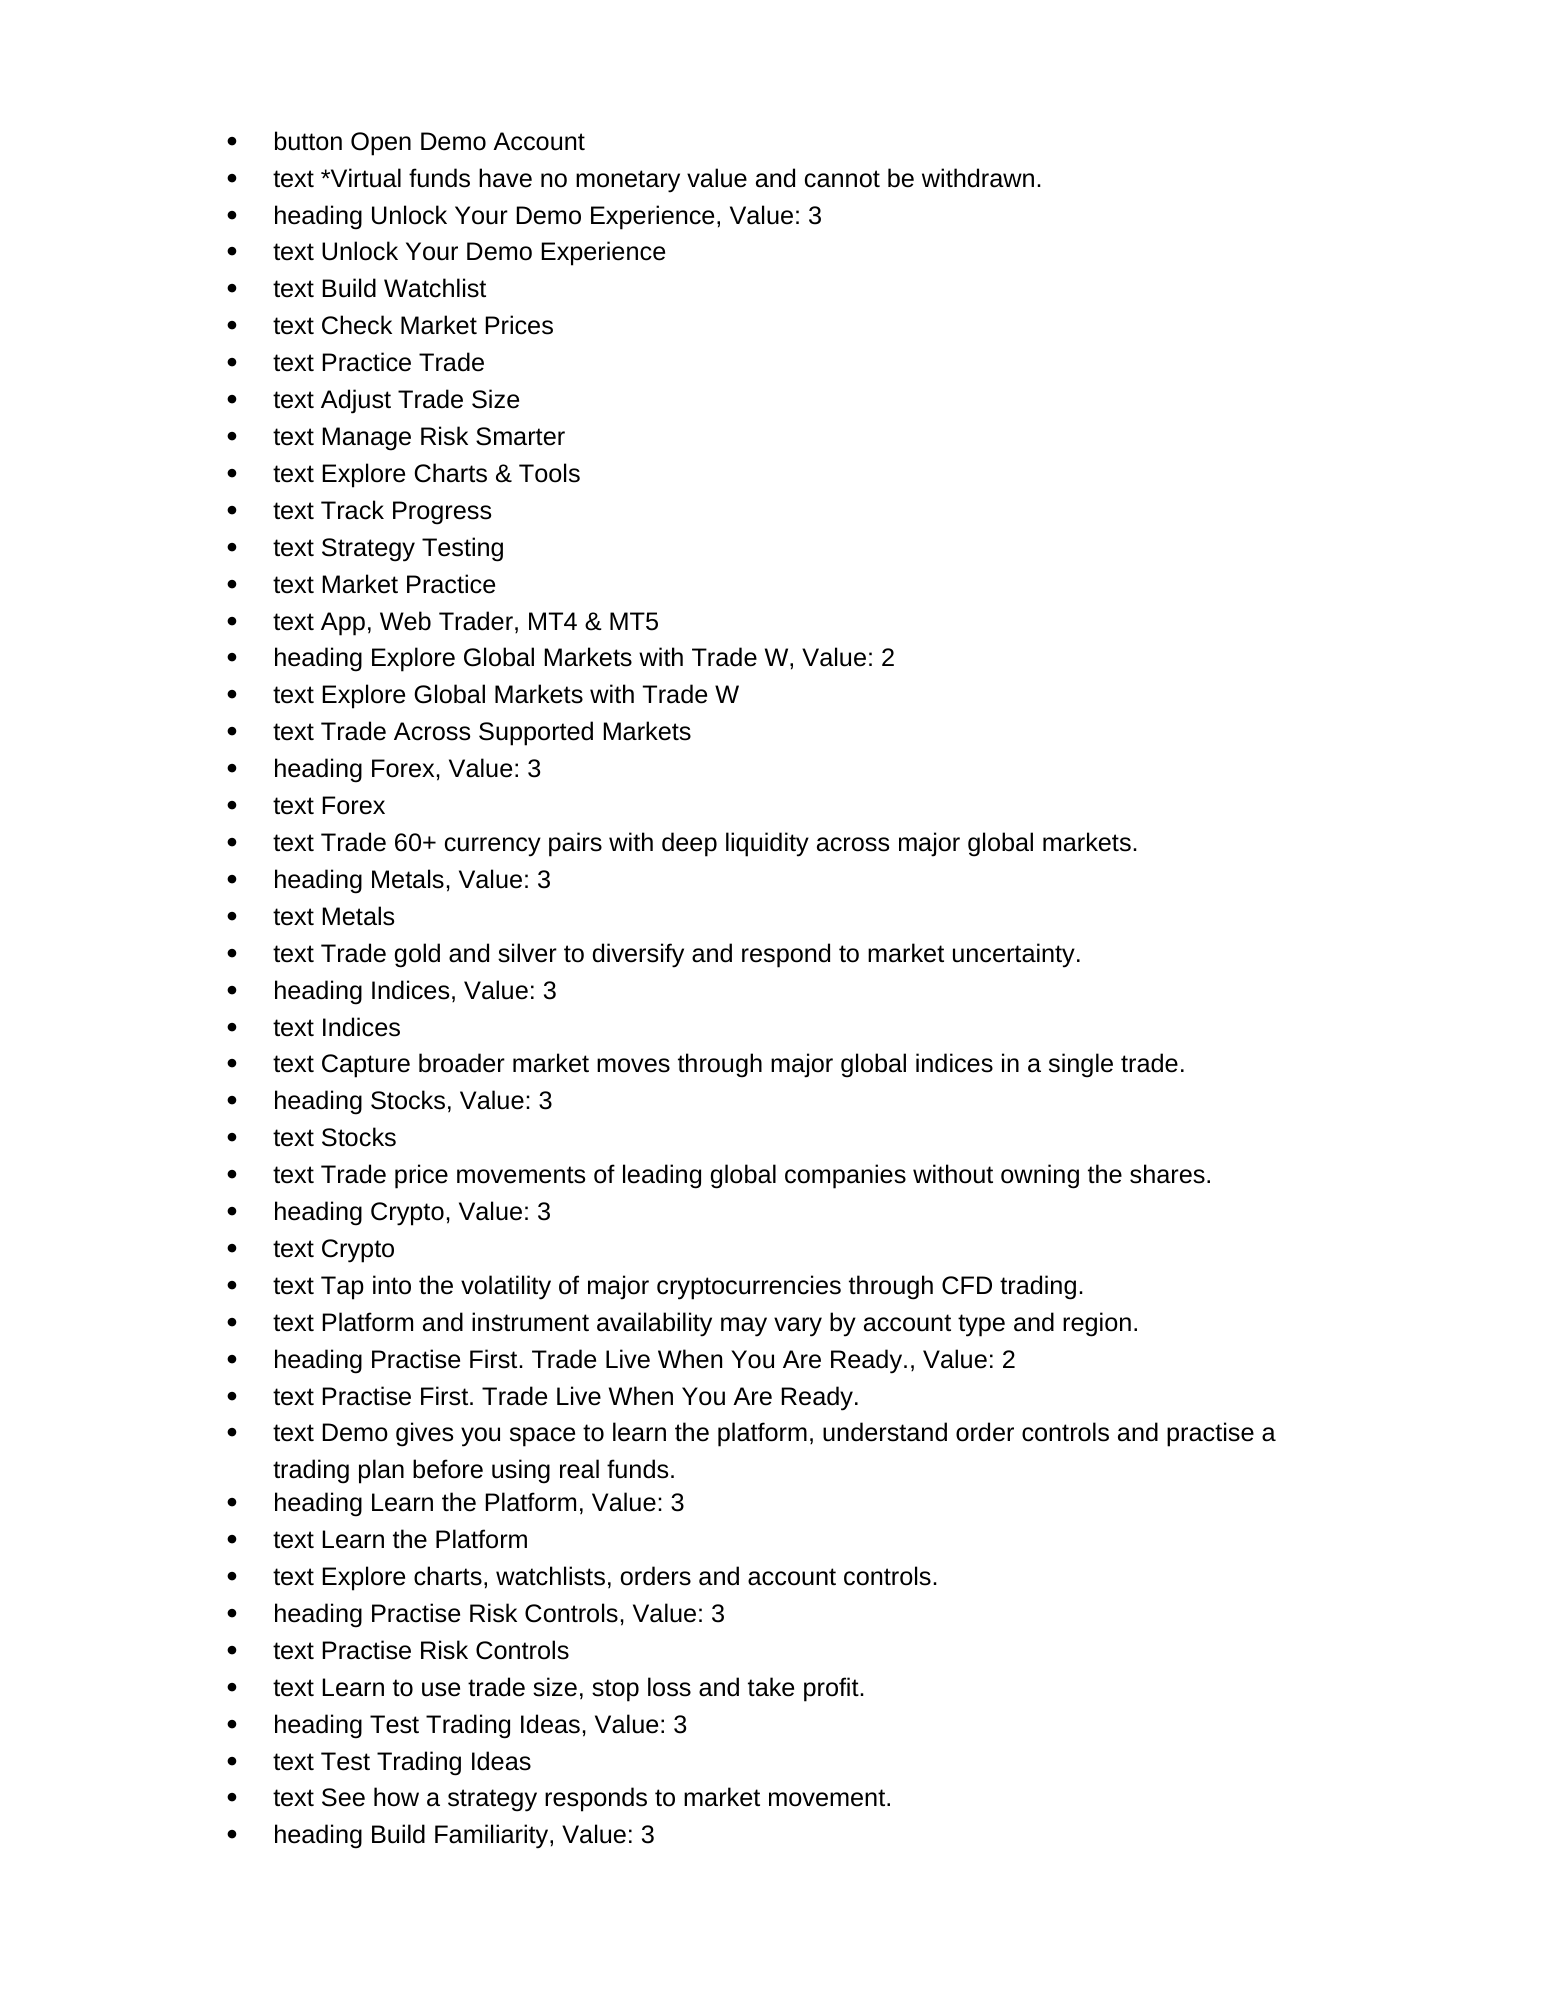 • button Open Demo Account
• text *Virtual funds have no monetary value and cannot be withdrawn.
• heading Unlock Your Demo Experience, Value: 3
• text Unlock Your Demo Experience
• text Build Watchlist
• text Check Market Prices
• text Practice Trade
• text Adjust Trade Size
• text Manage Risk Smarter
• text Explore Charts & Tools
• text Track Progress
• text Strategy Testing
• text Market Practice
• text App, Web Trader, MT4 & MT5
• heading Explore Global Markets with Trade W, Value: 2
• text Explore Global Markets with Trade W
• text Trade Across Supported Markets
• heading Forex, Value: 3
• text Forex
• text Trade 60+ currency pairs with deep liquidity across major global markets.
• heading Metals, Value: 3
• text Metals
• text Trade gold and silver to diversify and respond to market uncertainty.
• heading Indices, Value: 3
• text Indices
• text Capture broader market moves through major global indices in a single trade.
• heading Stocks, Value: 3
• text Stocks
• text Trade price movements of leading global companies without owning the shares.
• heading Crypto, Value: 3
• text Crypto
• text Tap into the volatility of major cryptocurrencies through CFD trading.
• text Platform and instrument availability may vary by account type and region.
• heading Practise First. Trade Live When You Are Ready., Value: 2
• text Practise First. Trade Live When You Are Ready.
• text Demo gives you space to learn the platform, understand order controls and practise a
trading plan before using real funds.
• heading Learn the Platform, Value: 3
• text Learn the Platform
• text Explore charts, watchlists, orders and account controls.
• heading Practise Risk Controls, Value: 3
• text Practise Risk Controls
• text Learn to use trade size, stop loss and take profit.
• heading Test Trading Ideas, Value: 3
• text Test Trading Ideas
• text See how a strategy responds to market movement.
• heading Build Familiarity, Value: 3